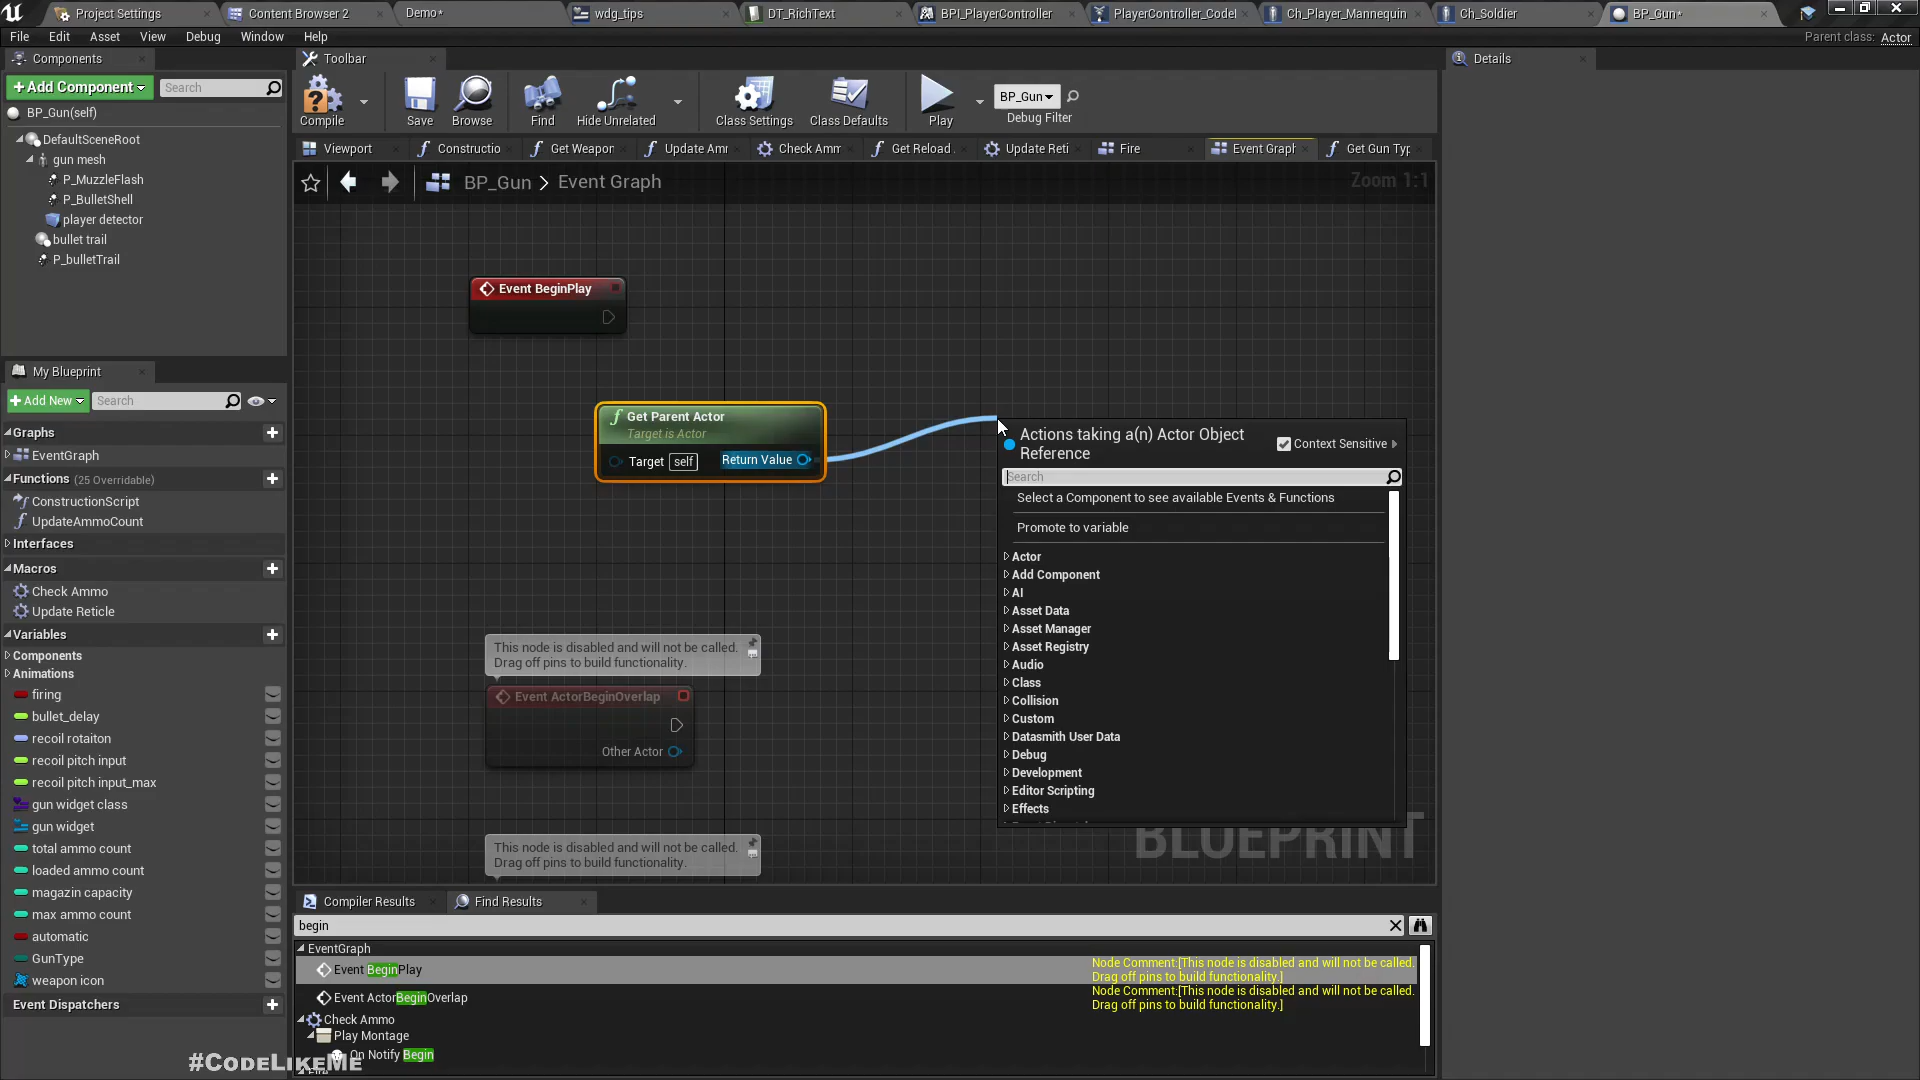 Project Settings
Content Browser 2
Demo*
wdg_tips
DT_RichText
BPI_PlayerController
PlayerController_CodeI
Ch_Player_Mannequin
Ch_Soldier
BP_Gun*
File Edit Asset View Debug Window Help
Parent class: Actor
Components
+Add Component
Search
BP_Gun(self)
DefaultSceneRoot
gun mesh
P_MuzzleFlash
P_BulletShell
player detector
bullet trail
P_bulletTrail
Toolbar
Compile
Save
Browse
Find
Hide Unrelated
Class Settings
Class Defaults
Play
BP_Gun
Debug Filter
Details
Viewport
Constructio
Get Weapon
Update Amr
Check Amm
Get Reload
Update Reti
Fire
Event Graph
Get Gun Typ
BP_Gun > Event Graph
Zoom 1:1
Event BeginPlay
Get Parent Actor
Target is Actor
Target self
Return Value
This node is disabled and will not be called.
Drag off pins to build functionality.
Event ActorBeginOverlap
Other Actor
This node is disabled and will not be called.
Drag off pins to build functionality.
BLUEPRINT
Actions taking a(n) Actor Object
Reference
Context Sensitive
Search
Select a Component to see available Events & Functions
Promote to variable
Actor
Add Component
AI
Asset Data
Asset Manager
Asset Registry
Audio
Class
Collision
Custom
Datasmith User Data
Debug
Development
Editor Scripting
Effects
My Blueprint
+Add New
Search
Graphs
EventGraph
Functions (25 Overridable)
ConstructionScript
UpdateAmmoCount
Interfaces
Macros
Check Ammo
Update Reticle
Variables
Components
Animations
firing
bullet_delay
recoil rotaiton
recoil pitch input
recoil pitch input_max
gun widget class
gun widget
total ammo count
loaded ammo count
magazin capacity
max ammo count
automatic
GunType
weapon icon
Event Dispatchers
Compiler Results
Find Results
begin
EventGraph
Event BeginPlay
Node Comment:[This node is disabled and will not be called.
Drag off pins to build functionality.]
Event ActorBeginOverlap
Node Comment:[This node is disabled and will not be called.
Drag off pins to build functionality.]
Check Ammo
Play Montage
On Notify Begin
#CodeLikeMe